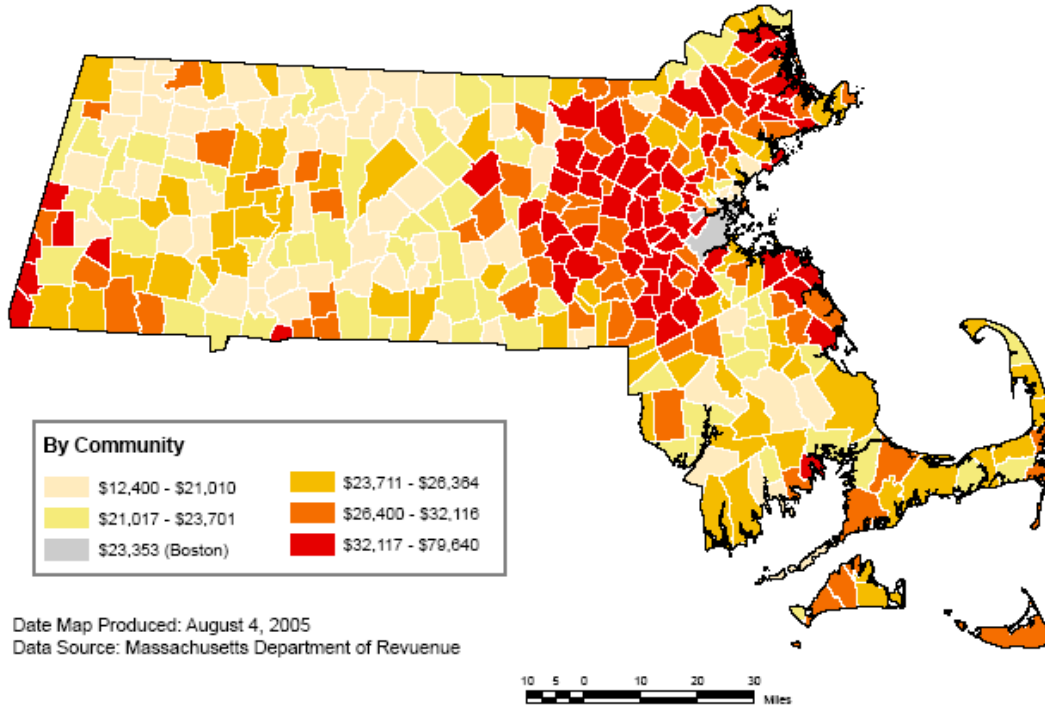 By Community
$12,400 - $21,010
$21,017 - $23,701
$23,353 (Boston)
$23,711 - $26,364
$26,400 - $32,116
$32,117 - $79,640
Date Map Produced: August 4, 2005
Data Source: Massachusetts Department of Revuenue
10 5 0 10 20 30
Miles